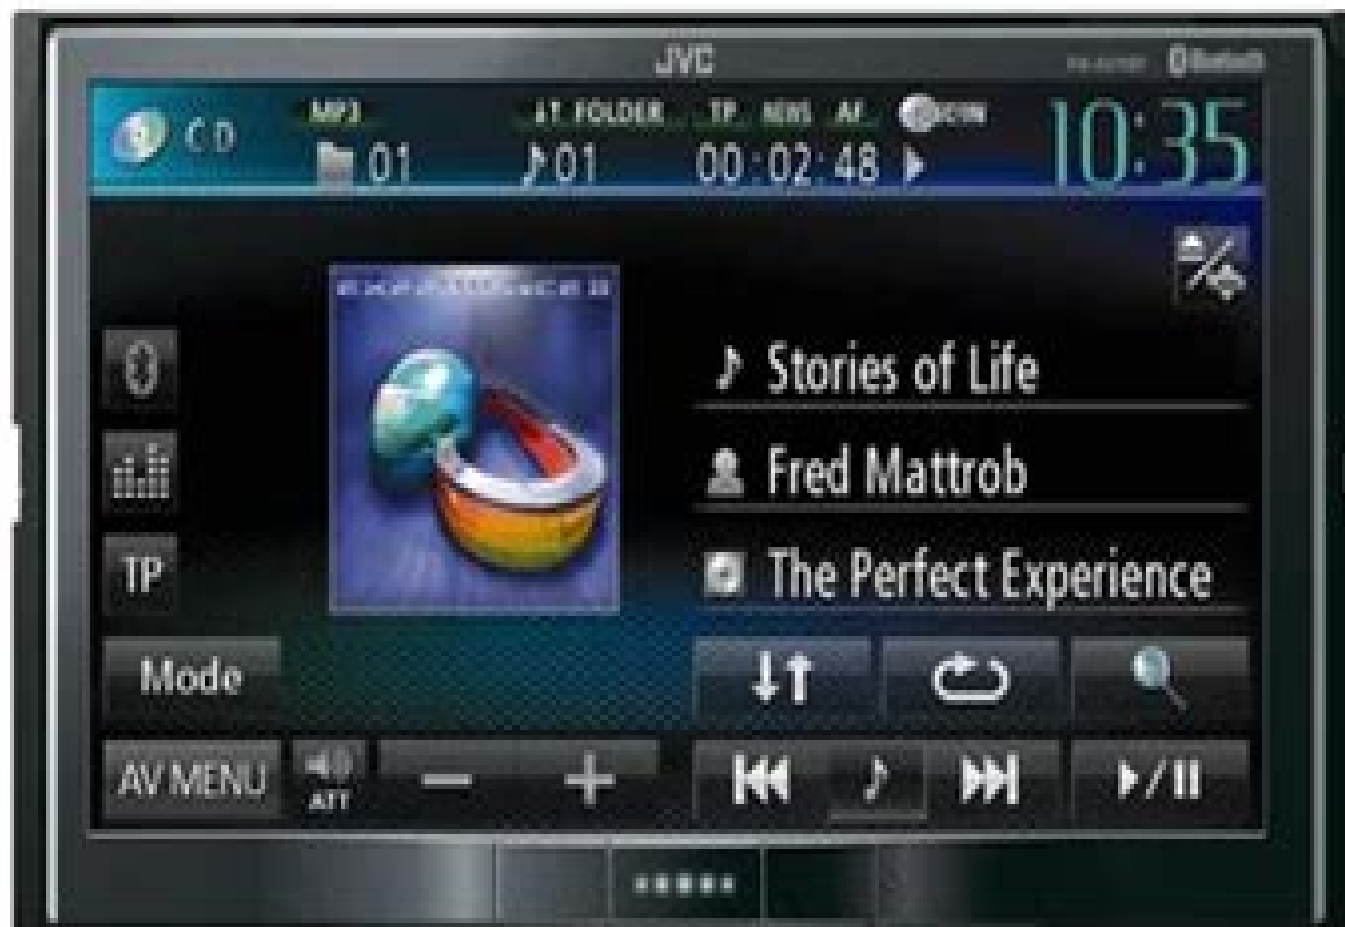 JVC
Bluetooth
CD MP3 FOLDER TP NEWS AF 10:35
01 01 00:02:48
Stories of Life
Fred Mattrob
TP The Perfect Experience
Mode
AV MENU ATT